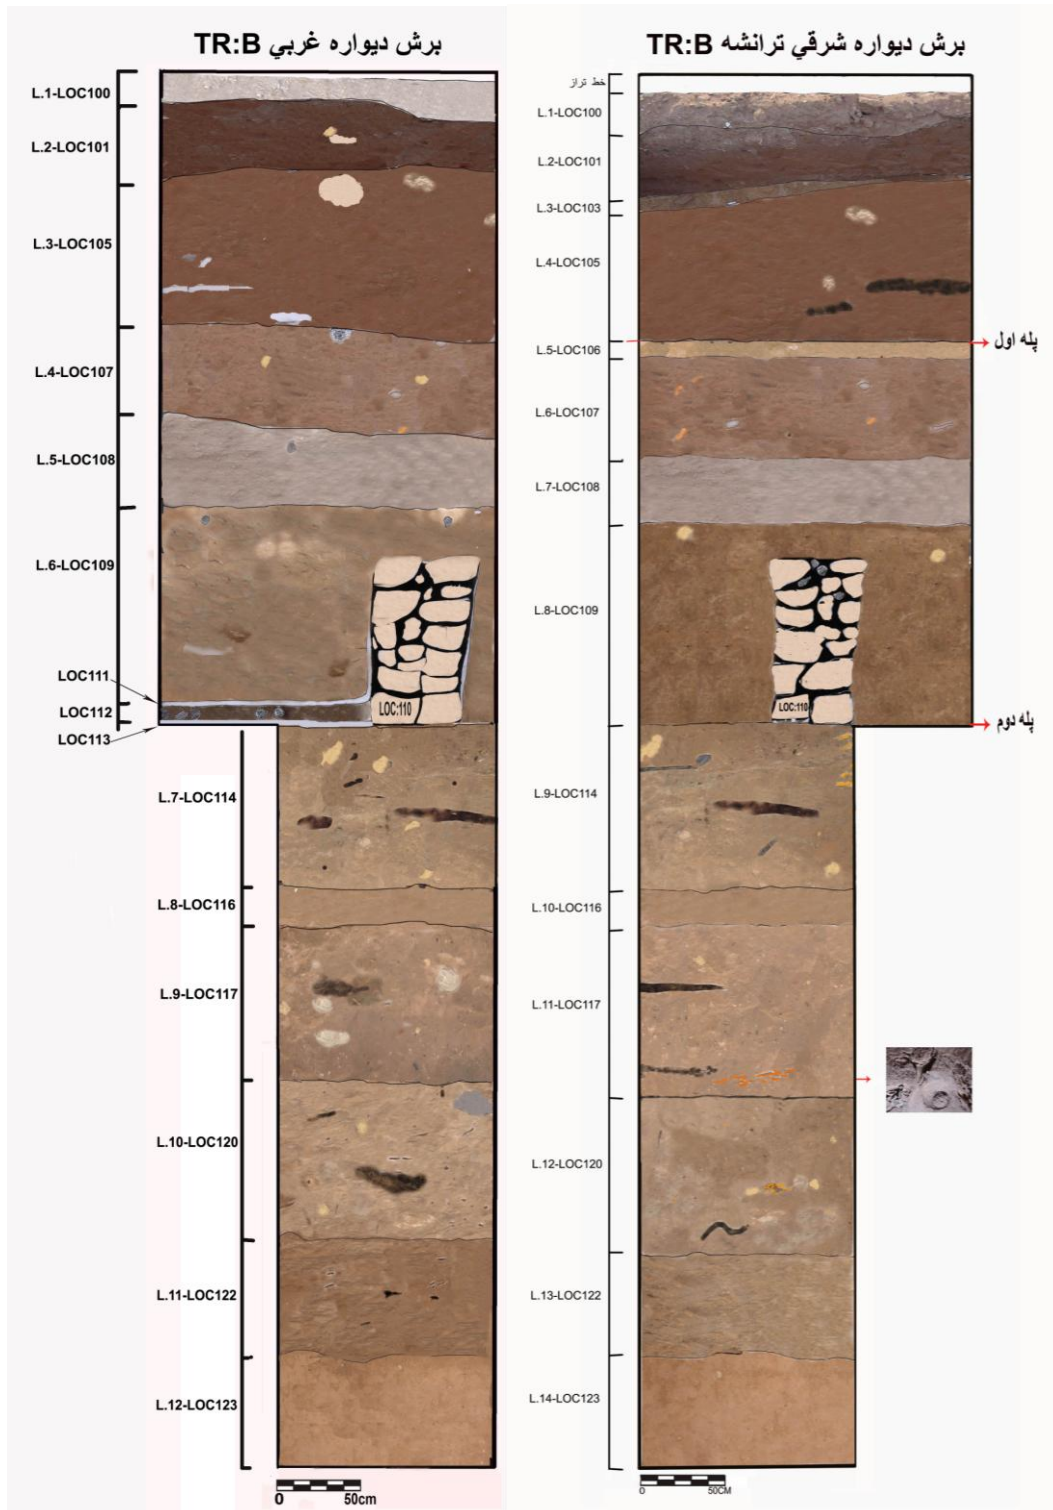 برش ديواره غربي TR:B
L.1-LOC100
L.2-LOC101
L.3-LOC105
L.4-LOC107
L.5-LOC108
L.6-LOC109
LOC111
LOC112
LOC113
LOC:110
L.7-LOC114
L.8-LOC116
L.9-LOC117
L.10-LOC120
L.11-LOC122
L.12-LOC123
0 50cm
برش ديواره شرقي ترانشه TR:B
خط تراز
L.1-LOC100
L.2-LOC101
L.3-LOC103
L.4-LOC105
L.5-LOC106
پله اول
L.6-LOC107
L.7-LOC108
L.8-LOC109
LOC:110
پله دوم
L.9-LOC114
L.10-LOC116
L.11-LOC117
L.12-LOC120
L.13-LOC122
L.14-LOC123
0 50CM